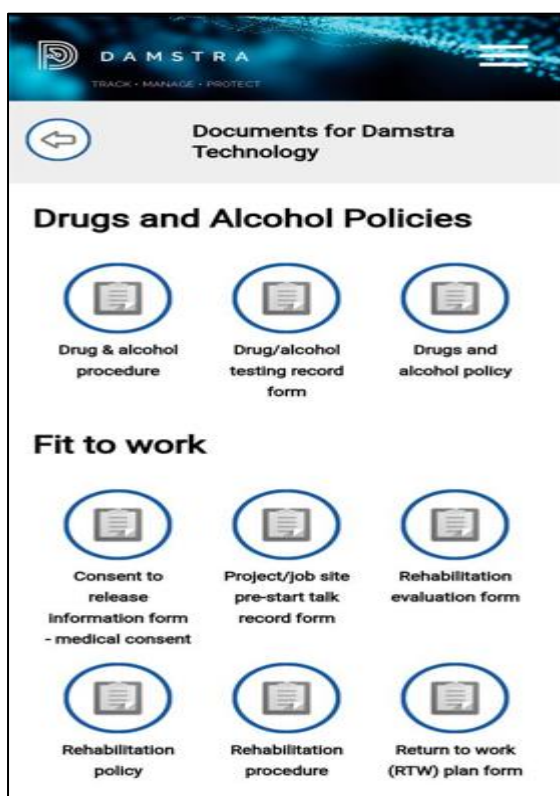 DAMSTRA
TRACK • MANAGE • PROTECT
Documents for Damstra
Technology
Drugs and Alcohol Policies
Drug & alcohol
procedure
Drug/alcohol
testing record
form
Drugs and
alcohol policy
Fit to work
Consent to
release
information form
- medical consent
Project/job site
pre-start talk
record form
Rehabilitation
evaluation form
Rehabilitation
policy
Rehabilitation
procedure
Return to work
(RTW) plan form